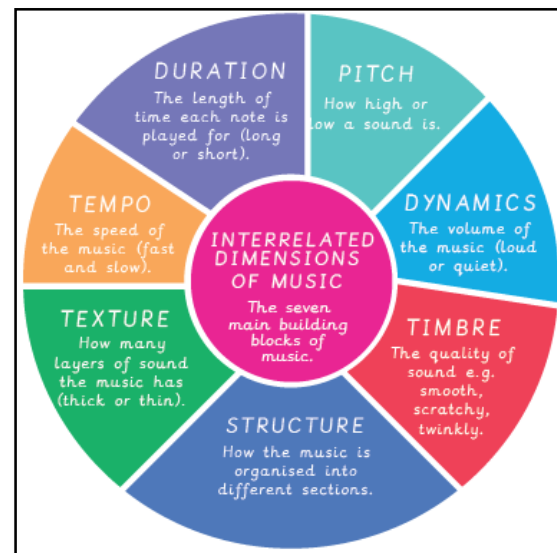 DURATION
The length of
time each note is
played for (long
or short).
PITCH
How high or
low a sound is.
DYNAMICS
The volume of
the music (loud
or quiet).
TIMBRE
The quality of
sound e.g.
smooth,
scratchy,
twinkly.
STRUCTURE
How the music is
organised into
different sections.
TEXTURE
How many
layers of sound
the music has
(thick or thin).
TEMPO
The speed of
the music (fast
and slow).
INTERRELATED
DIMENSIONS
OF MUSIC
The seven
main building
blocks of
music.